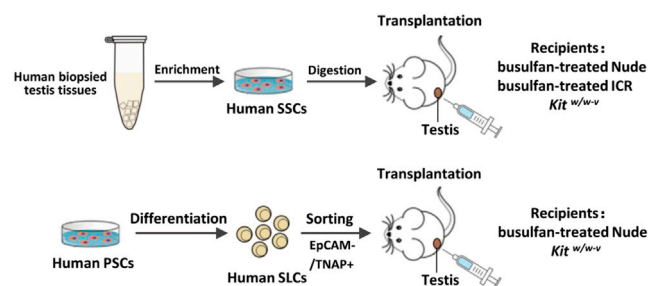 Transplantation
Human biopsied
testis tissues
Enrichment
Human SSCs
Digestion
Testis
Recipients:
busulfan-treated Nude
busulfan-treated ICR
Kit w/w-v
Transplantation
Human PSCs
Differentiation
Human SLCs
Sorting
EpCAM-
/TNAP+
Testis
Recipients:
busulfan-treated Nude
Kit w/w-v